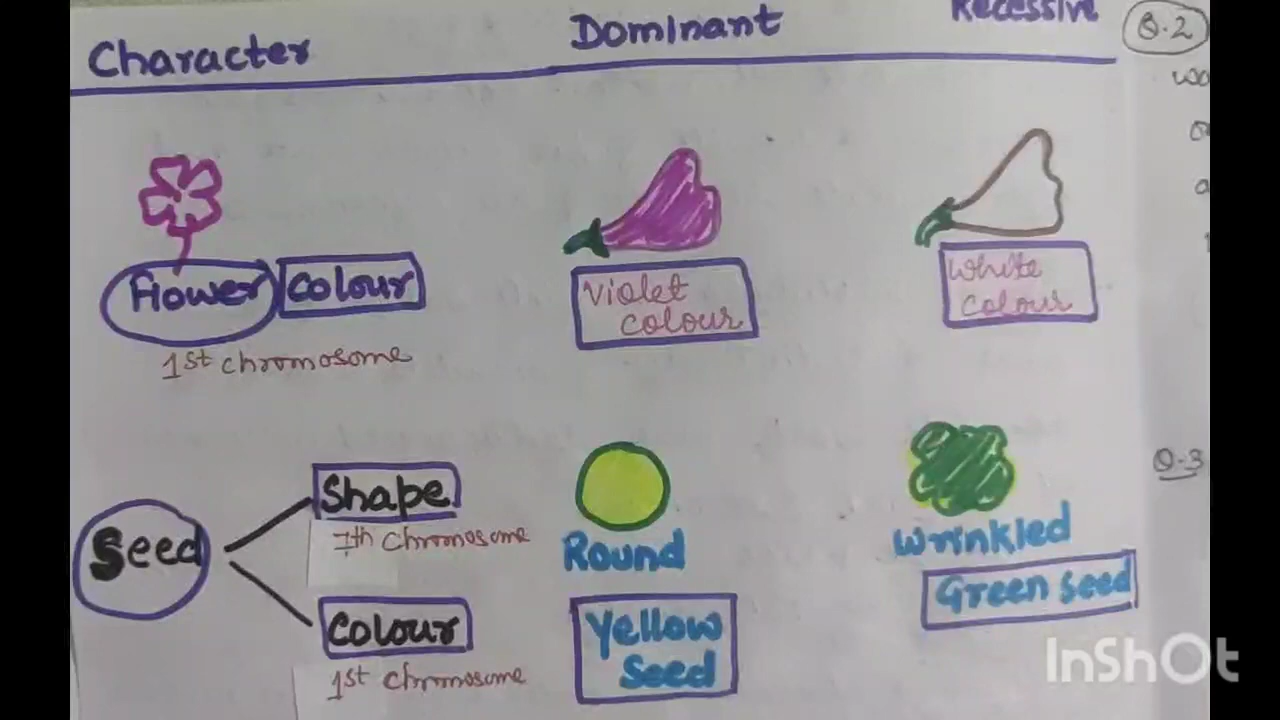 Character Dominant Recessive
Q.2
wo
Flower colour
Violet
colour
White
colour
1st chromosome
Shape
7th chromosome
Seed
Round
Wrinkled
Green seed
Q.3
colour
1st chromosome
Yellow
Seed
InShOt